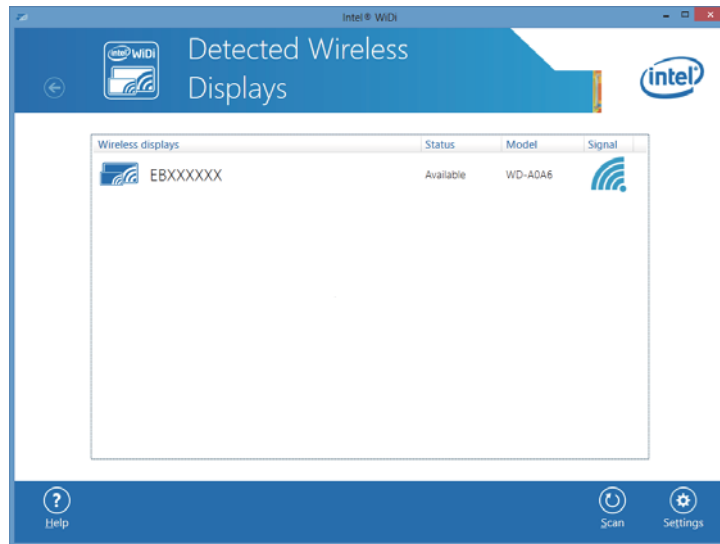 Intel® WiDi
intel WiDi
Detected Wireless
Displays
intel
Wireless displays Status Model Signal
EBXXXXXX Available WD-A0A6
Help
Scan
Settings